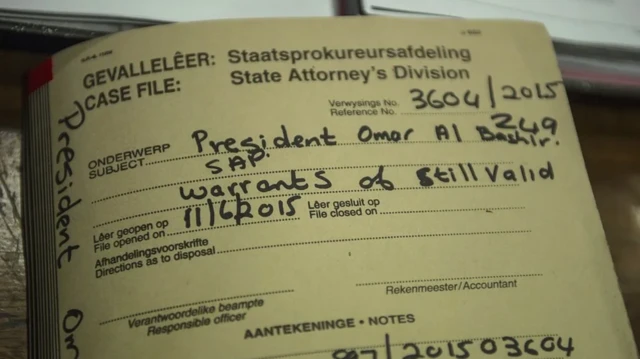 GEVALLELÊER: Staatsprokureursafdeling
CASE FILE: State Attorney's Division
Verwysings No.
Reference No. 3604/2015
249
ONDERWERP
SUBJECT President Omar Al Bashir.
SAP.
Warrants of still Valid
Lêer geopen op
File opened on 11/6/2015
Lêer gesluit op
File closed on
Afhandelingsvoorskrifte
Directions as to disposal
Verantwoordelike beampte
Responsible officer
Rekenmeester/Accountant
AANTEKENINGE • NOTES
/201503604
President Om